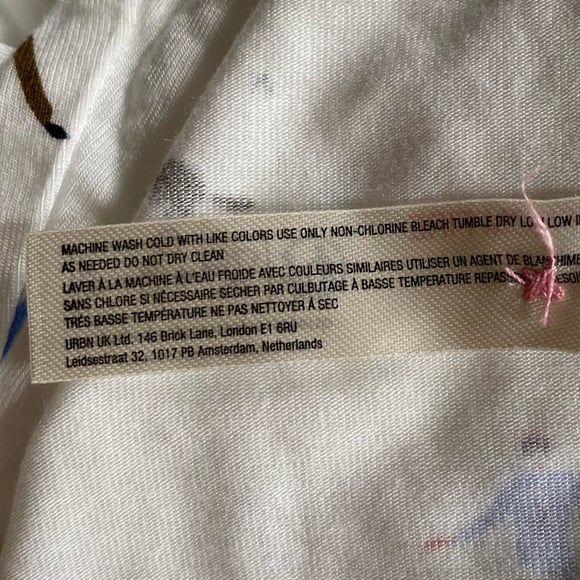 MACHINE WASH COLD WITH LIKE COLORS USE ONLY NON-CHLORINE BLEACH TUMBLE DRY LOW LOW
AS NEEDED DO NOT DRY CLEAN
LAVER À LA MACHINE À L'EAU FROIDE AVEC COULEURS SIMILAIRES UTILISER UN AGENT DE
SANS CHLORE SI NÉCESSAIRE SECHER PAR CULBUTAGE À BASSE TEMPERATURE
TRÉS BASSE TEMPÉRATURE NE PAS NETTOYER À SEC
URBN UK Ltd. 146 Brick Lane, London E1 6RU
Leidsestraat 32, 1017 PB Amsterdam, Netherlands